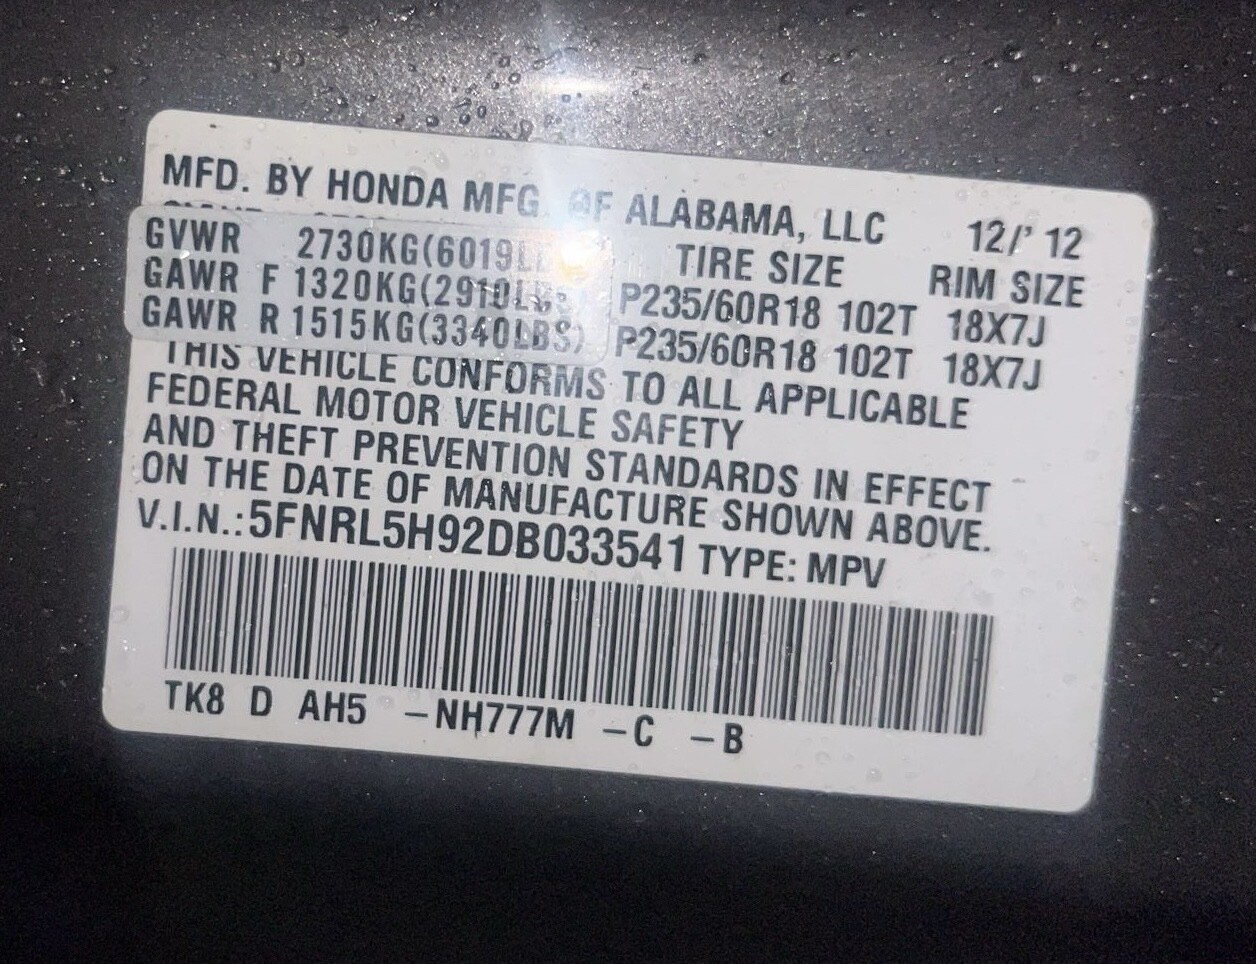 MFD. BY HONDA MFG. OF ALABAMA, LLC 12/' 12
GVWR 2730KG(6019L TIRE SIZE RIM SIZE
GAWR F 1320KG(2910LBS) P235/60R18 102T 18X7J
GAWR R 1515KG(3340LBS) P235/60R18 102T 18X7J
THIS VEHICLE CONFORMS TO ALL APPLICABLE
FEDERAL MOTOR VEHICLE SAFETY
AND THEFT PREVENTION STANDARDS IN EFFECT
ON THE DATE OF MANUFACTURE SHOWN ABOVE.
V.I.N.:5FNRL5H92DB033541 TYPE: MPV
TK8 D AH5 -NH777M -C -B